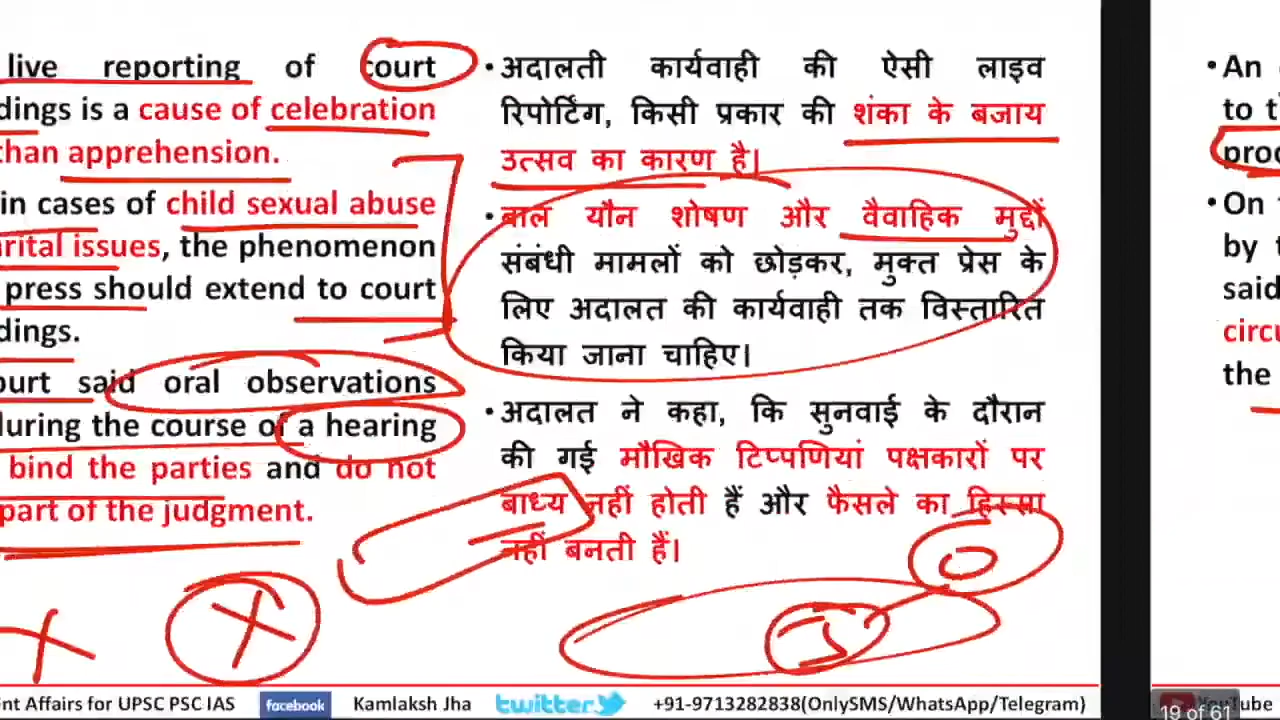 live reporting of court
dings is a cause of celebration
than apprehension.
in cases of child sexual abuse
arital issues, the phenomenon
press should extend to court
dings.
ourt said oral observations
during the course of a hearing
bind the parties and do not
part of the judgment.
• अदालती कार्यवाही की ऐसी लाइव
रिपोर्टिंग, किसी प्रकार की शंका के बजाय
उत्सव का कारण है।
• बाल यौन शोषण और वैवाहिक मुद्दों
संबंधी मामलों को छोड़कर, मुक्त प्रेस के
लिए अदालत की कार्यवाही तक विस्तारित
किया जाना चाहिए।
• अदालत ने कहा, कि सुनवाई के दौरान
की गई मौखिक टिप्पणियां पक्षकारों पर
बाध्य नहीं होती हैं और फैसले का हिस्सा
नहीं बनती हैं।
X X J O
• An
to t
proc
• On
by t
said
circu
the
nt Affairs for UPSC PSC IAS facebook Kamlaksh Jha twitter +91-9713282838(OnlySMS/WhatsApp/Telegram) YouTube
19 of 61